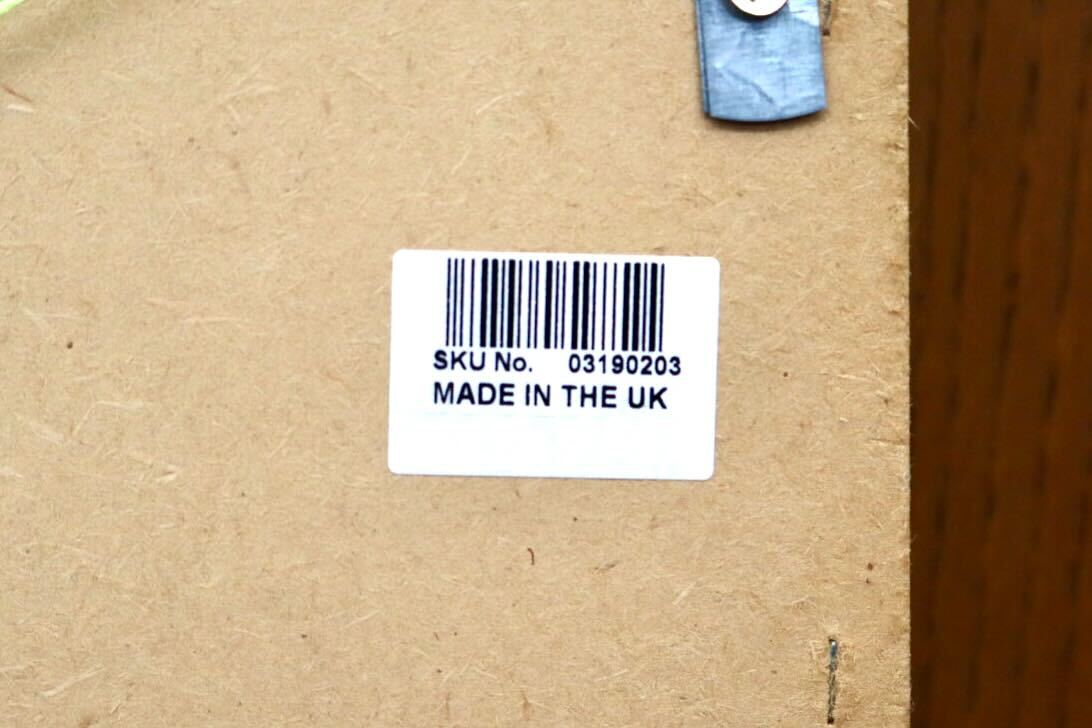 SKU No. 03190203
MADE IN THE UK